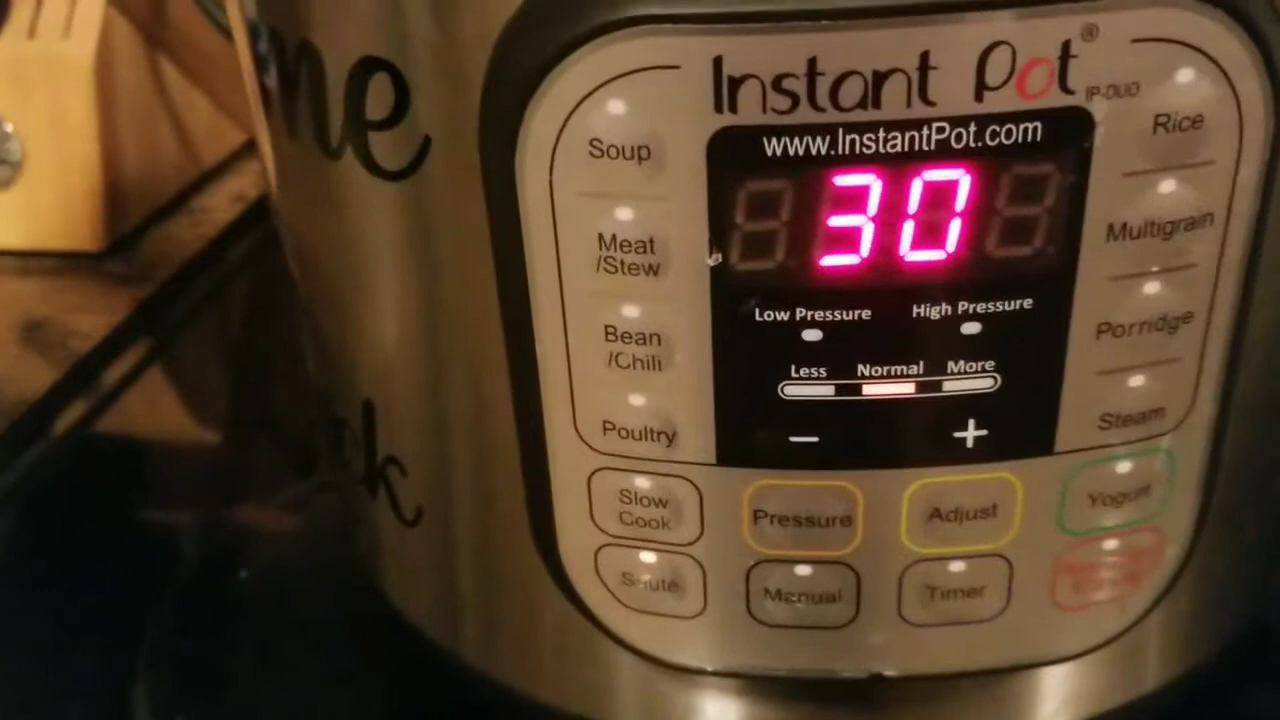 me
k
Instant Pot®
IP-DUO
www.InstantPot.com
30
Low Pressure
High Pressure
Less
Normal
More
−
+
Soup
Meat
/Stew
Bean
/Chili
Poultry
Rice
Multigrain
Porridge
Steam
Slow
Cook
Pressure
Adjust
Yogurt
Saute
Manual
Timer